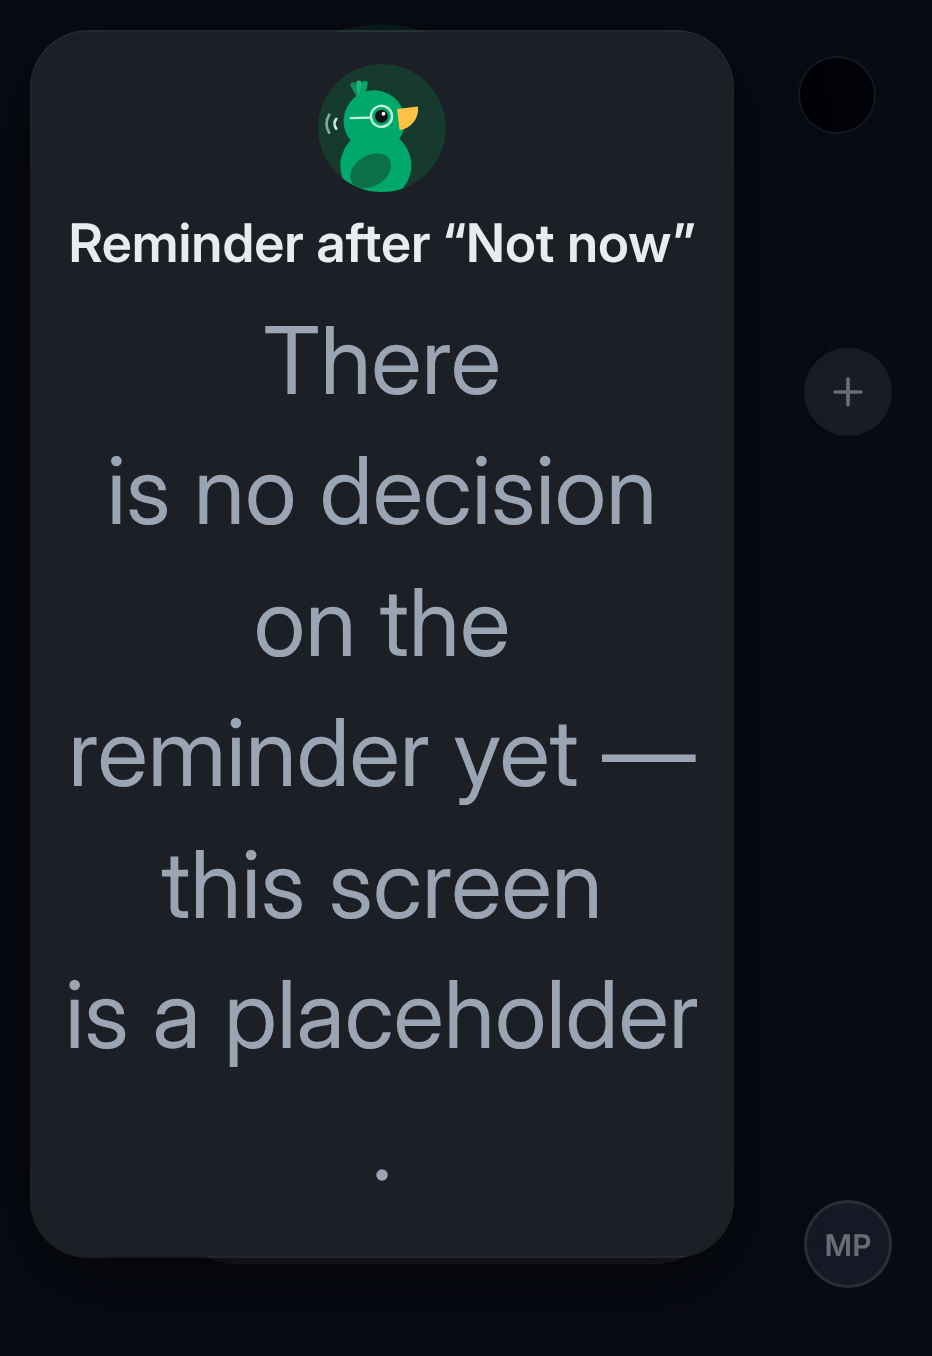 Reminder after “Not now”
There
is no decision
on the
reminder yet —
this screen
is a placeholder
.
MP